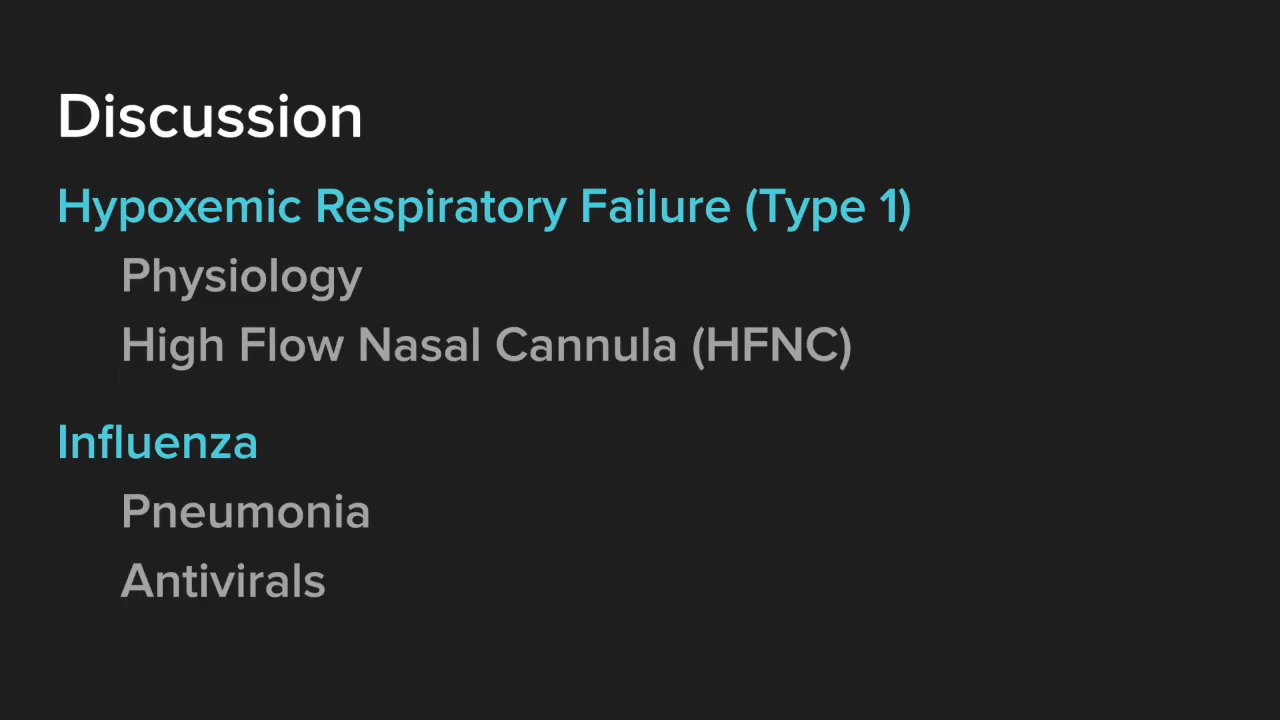 Discussion
Hypoxemic Respiratory Failure (Type 1)
Physiology
High Flow Nasal Cannula (HFNC)
Influenza
Pneumonia
Antivirals